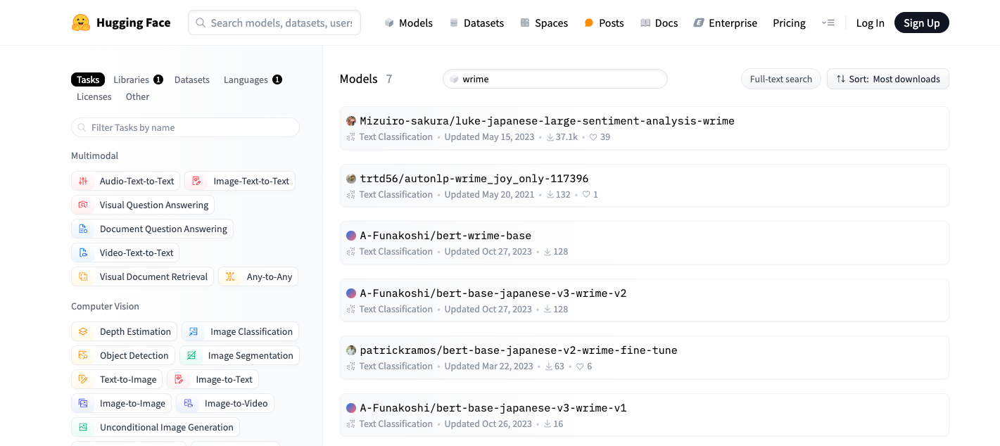 Hugging Face
Search models, datasets, users
Models
Datasets
Spaces
Posts
Docs
Enterprise
Pricing
Log In
Sign Up
Tasks
Libraries 1
Datasets
Languages 1
Licenses
Other
Filter Tasks by name
Multimodal
Audio-Text-to-Text
Image-Text-to-Text
Visual Question Answering
Document Question Answering
Video-Text-to-Text
Visual Document Retrieval
Any-to-Any
Computer Vision
Depth Estimation
Image Classification
Object Detection
Image Segmentation
Text-to-Image
Image-to-Text
Image-to-Image
Image-to-Video
Unconditional Image Generation
Models 7
wrime
Full-text search
Sort: Most downloads
Mizuiro-sakura/luke-japanese-large-sentiment-analysis-wrime
Text Classification • Updated May 15, 2023 • 37.1k • 39
trtd56/autonlp-wrime_joy_only-117396
Text Classification • Updated May 20, 2021 • 132 • 1
A-Funakoshi/bert-wrime-base
Text Classification • Updated Oct 27, 2023 • 128
A-Funakoshi/bert-base-japanese-v3-wrime-v2
Text Classification • Updated Oct 27, 2023 • 128
patrickramos/bert-base-japanese-v2-wrime-fine-tune
Text Classification • Updated Mar 22, 2023 • 63 • 6
A-Funakoshi/bert-base-japanese-v3-wrime-v1
Text Classification • Updated Oct 26, 2023 • 16